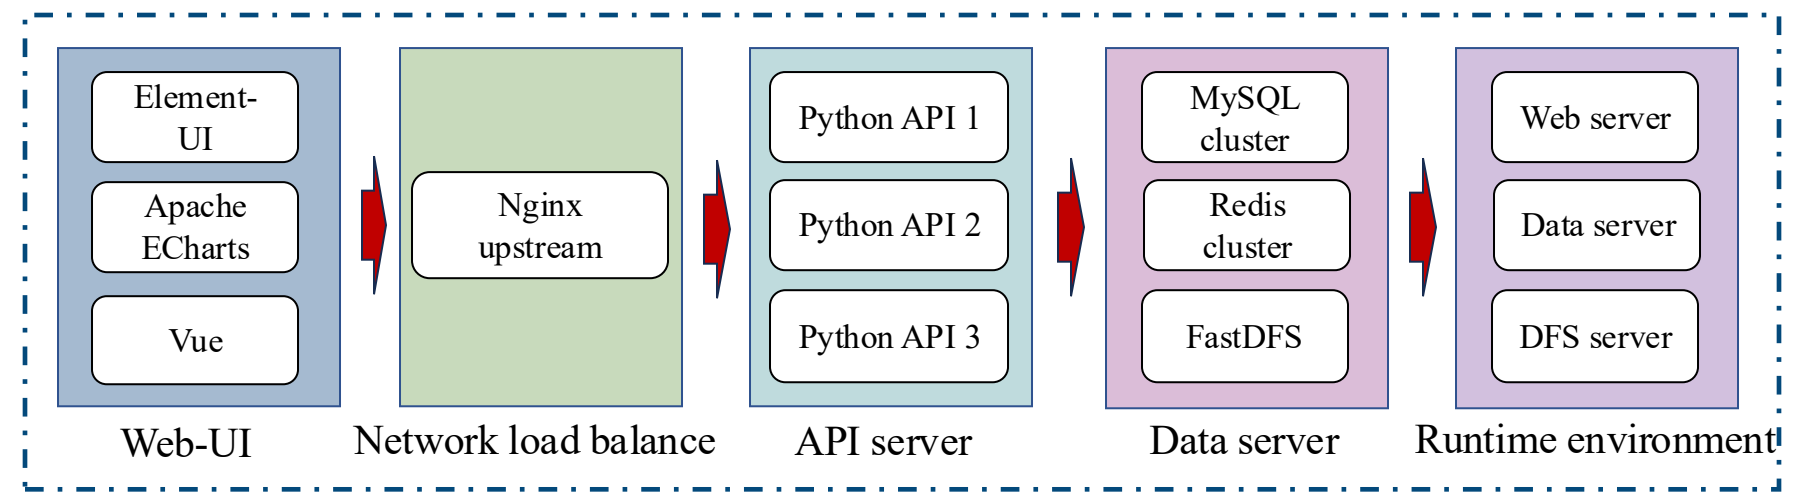 Element-
UI
Apache
ECharts
Vue
Web-UI
Nginx
upstream
Network load balance
Python API 1
Python API 2
Python API 3
API server
MySQL
cluster
Redis
cluster
FastDFS
Data server
Web server
Data server
DFS server
Runtime environment